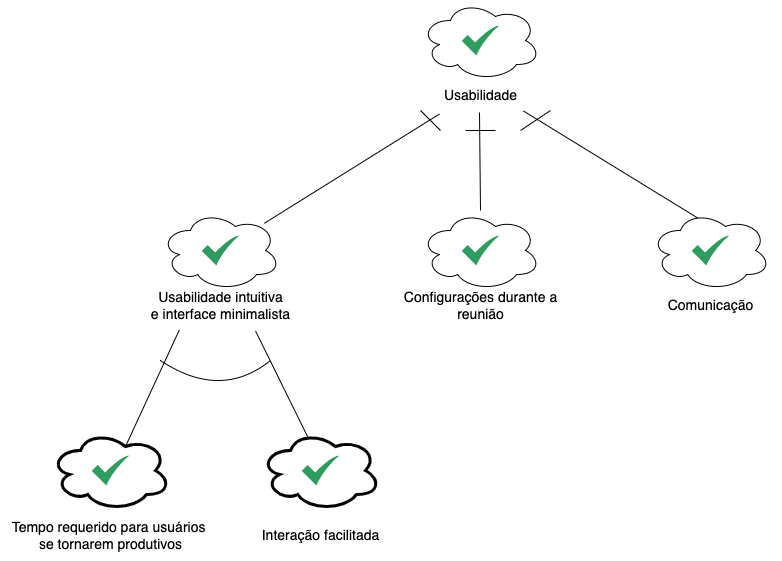 Usabilidade
Usabilidade intuitiva
e interface minimalista
Configurações durante a
reunião
Comunicação
Tempo requerido para usuários
se tornarem produtivos
Interação facilitada